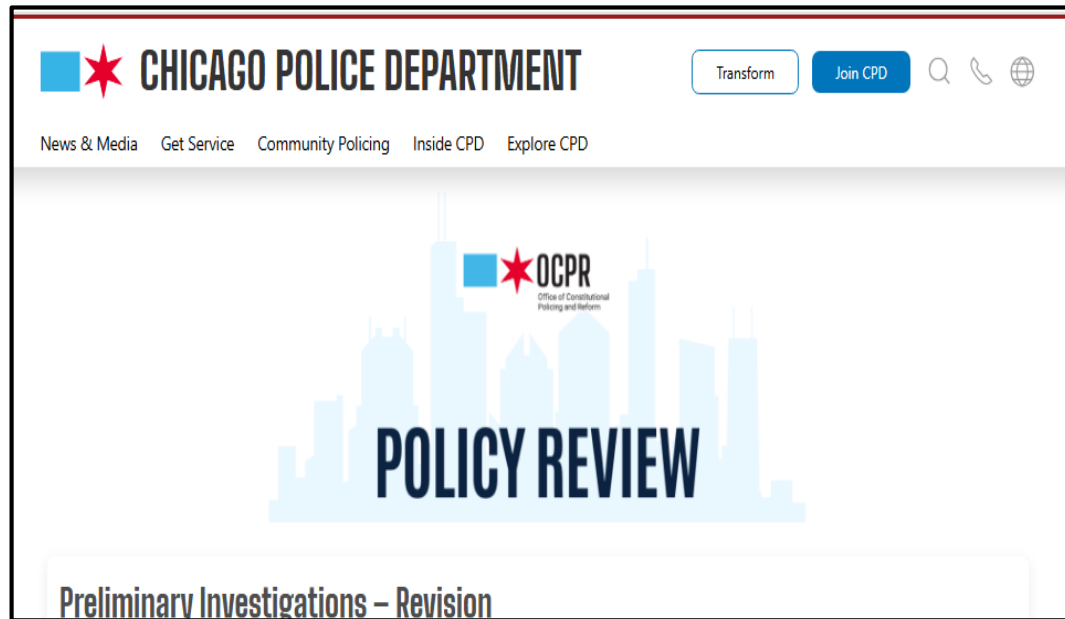 CHICAGO POLICE DEPARTMENT
Transform
Join CPD
News & Media Get Service Community Policing Inside CPD Explore CPD
OCPR
Office of Constitutional
Policing and Reform
POLICY REVIEW
Preliminary Investigations – Revision